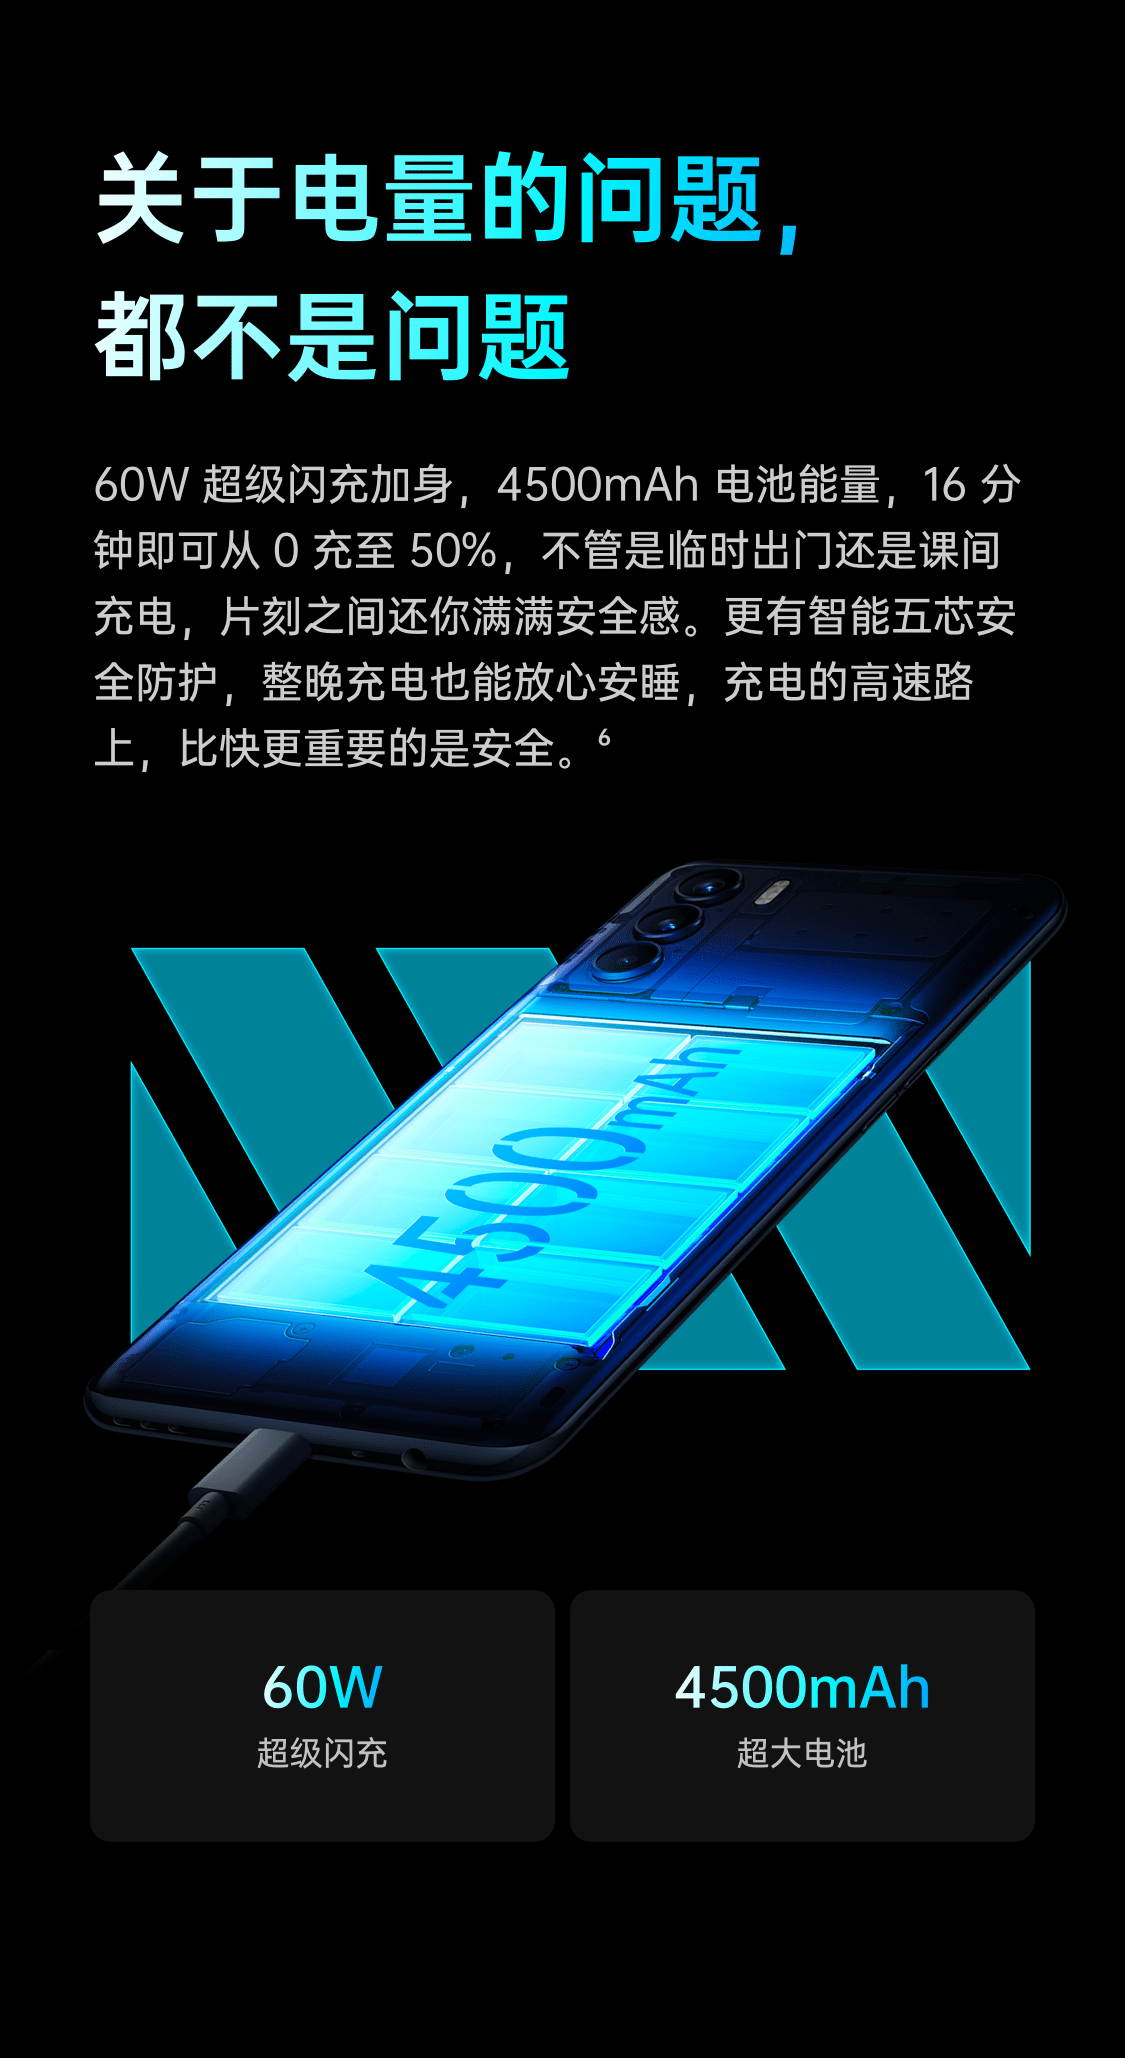 关于电量的问题，
都不是问题
60W 超级闪充加身，4500mAh 电池能量，16 分
钟即可从 0 充至 50%，不管是临时出门还是课间
充电，片刻之间还你满满安全感。更有智能五芯安
全防护，整晚充电也能放心安睡，充电的高速路
上，比快更重要的是安全。⁶
4500mAh
60W
超级闪充
4500mAh
超大电池